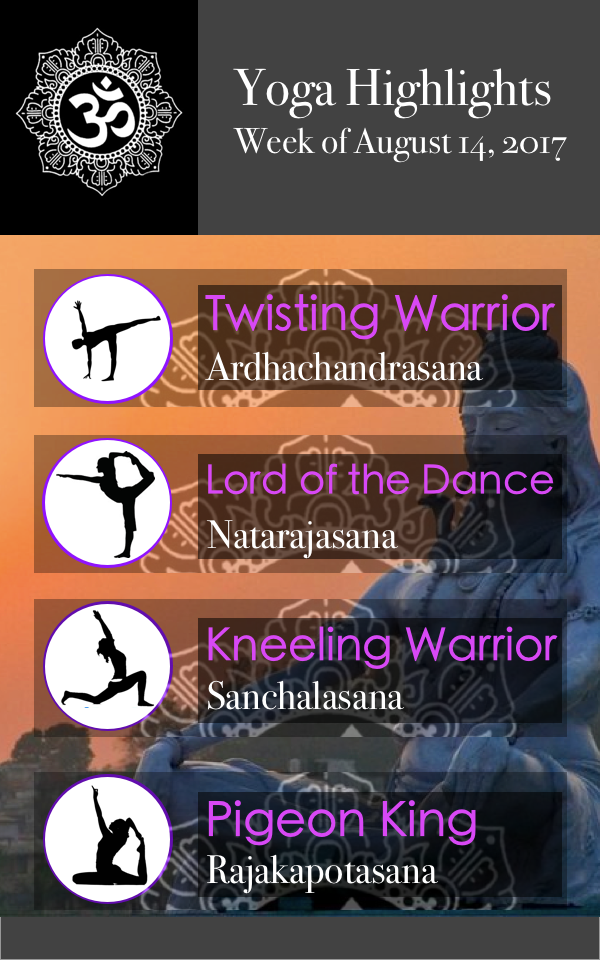 ॐ
Yoga Highlights
Week of August 14, 2017
Twisting Warrior
Ardhachandrasana
Lord of the Dance
Natarajasana
Kneeling Warrior
Sanchalasana
Pigeon King
Rajakapotasana